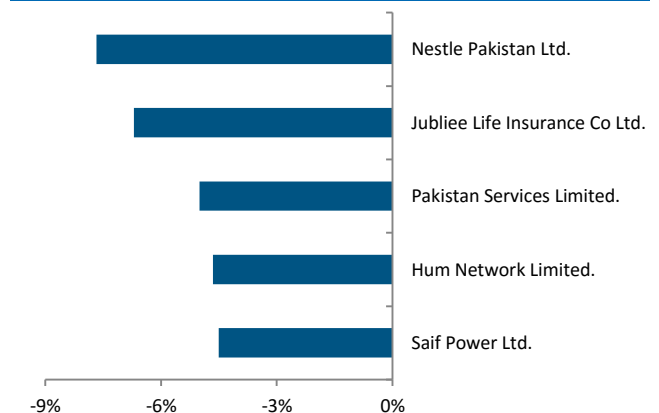 Nestle Pakistan Ltd.
Jubliee Life Insurance Co Ltd.
Pakistan Services Limited.
Hum Network Limited.
Saif Power Ltd.
-9% -6% -3% 0%